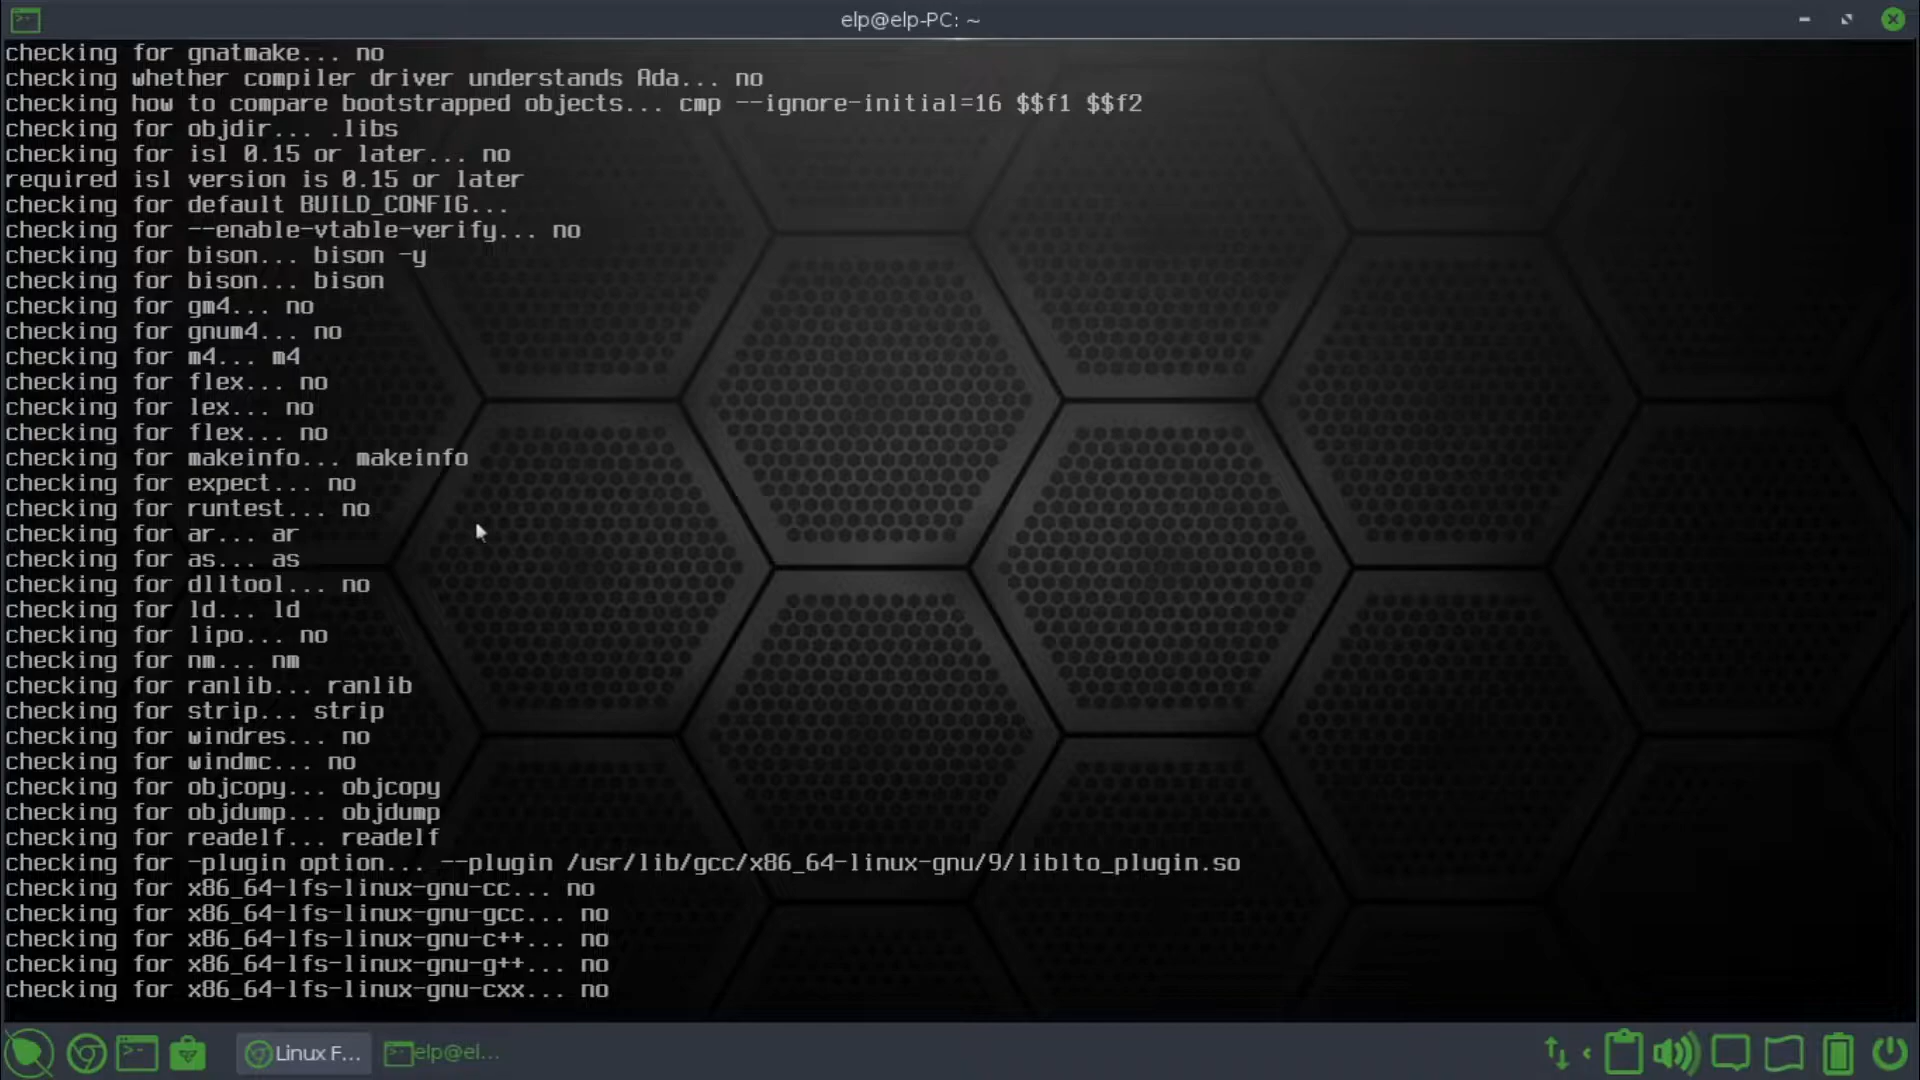 elp@elp-PC: ~
checking for gnatmake... no
checking whether compiler driver understands Ada... no
checking how to compare bootstrapped objects... cmp --ignore-initial=16 $$f1 $$f2
checking for objdir... .libs
checking for isl 0.15 or later... no
required isl version is 0.15 or later
checking for default BUILD_CONFIG...
checking for --enable-vtable-verify... no
checking for bison... bison -y
checking for bison... bison
checking for gm4... no
checking for gnum4... no
checking for m4... m4
checking for flex... no
checking for lex... no
checking for flex... no
checking for makeinfo... makeinfo
checking for expect... no
checking for runtest... no
checking for ar... ar
checking for as... as
checking for dlltool... no
checking for ld... ld
checking for lipo... no
checking for nm... nm
checking for ranlib... ranlib
checking for strip... strip
checking for windres... no
checking for windmc... no
checking for objcopy... objcopy
checking for objdump... objdump
checking for readelf... readelf
checking for -plugin option... --plugin /usr/lib/gcc/x86_64-linux-gnu/9/liblto_plugin.so
checking for x86_64-lfs-linux-gnu-cc... no
checking for x86_64-lfs-linux-gnu-gcc... no
checking for x86_64-lfs-linux-gnu-c++... no
checking for x86_64-lfs-linux-gnu-g++... no
checking for x86_64-lfs-linux-gnu-cxx... no
Linux F... elp@el...